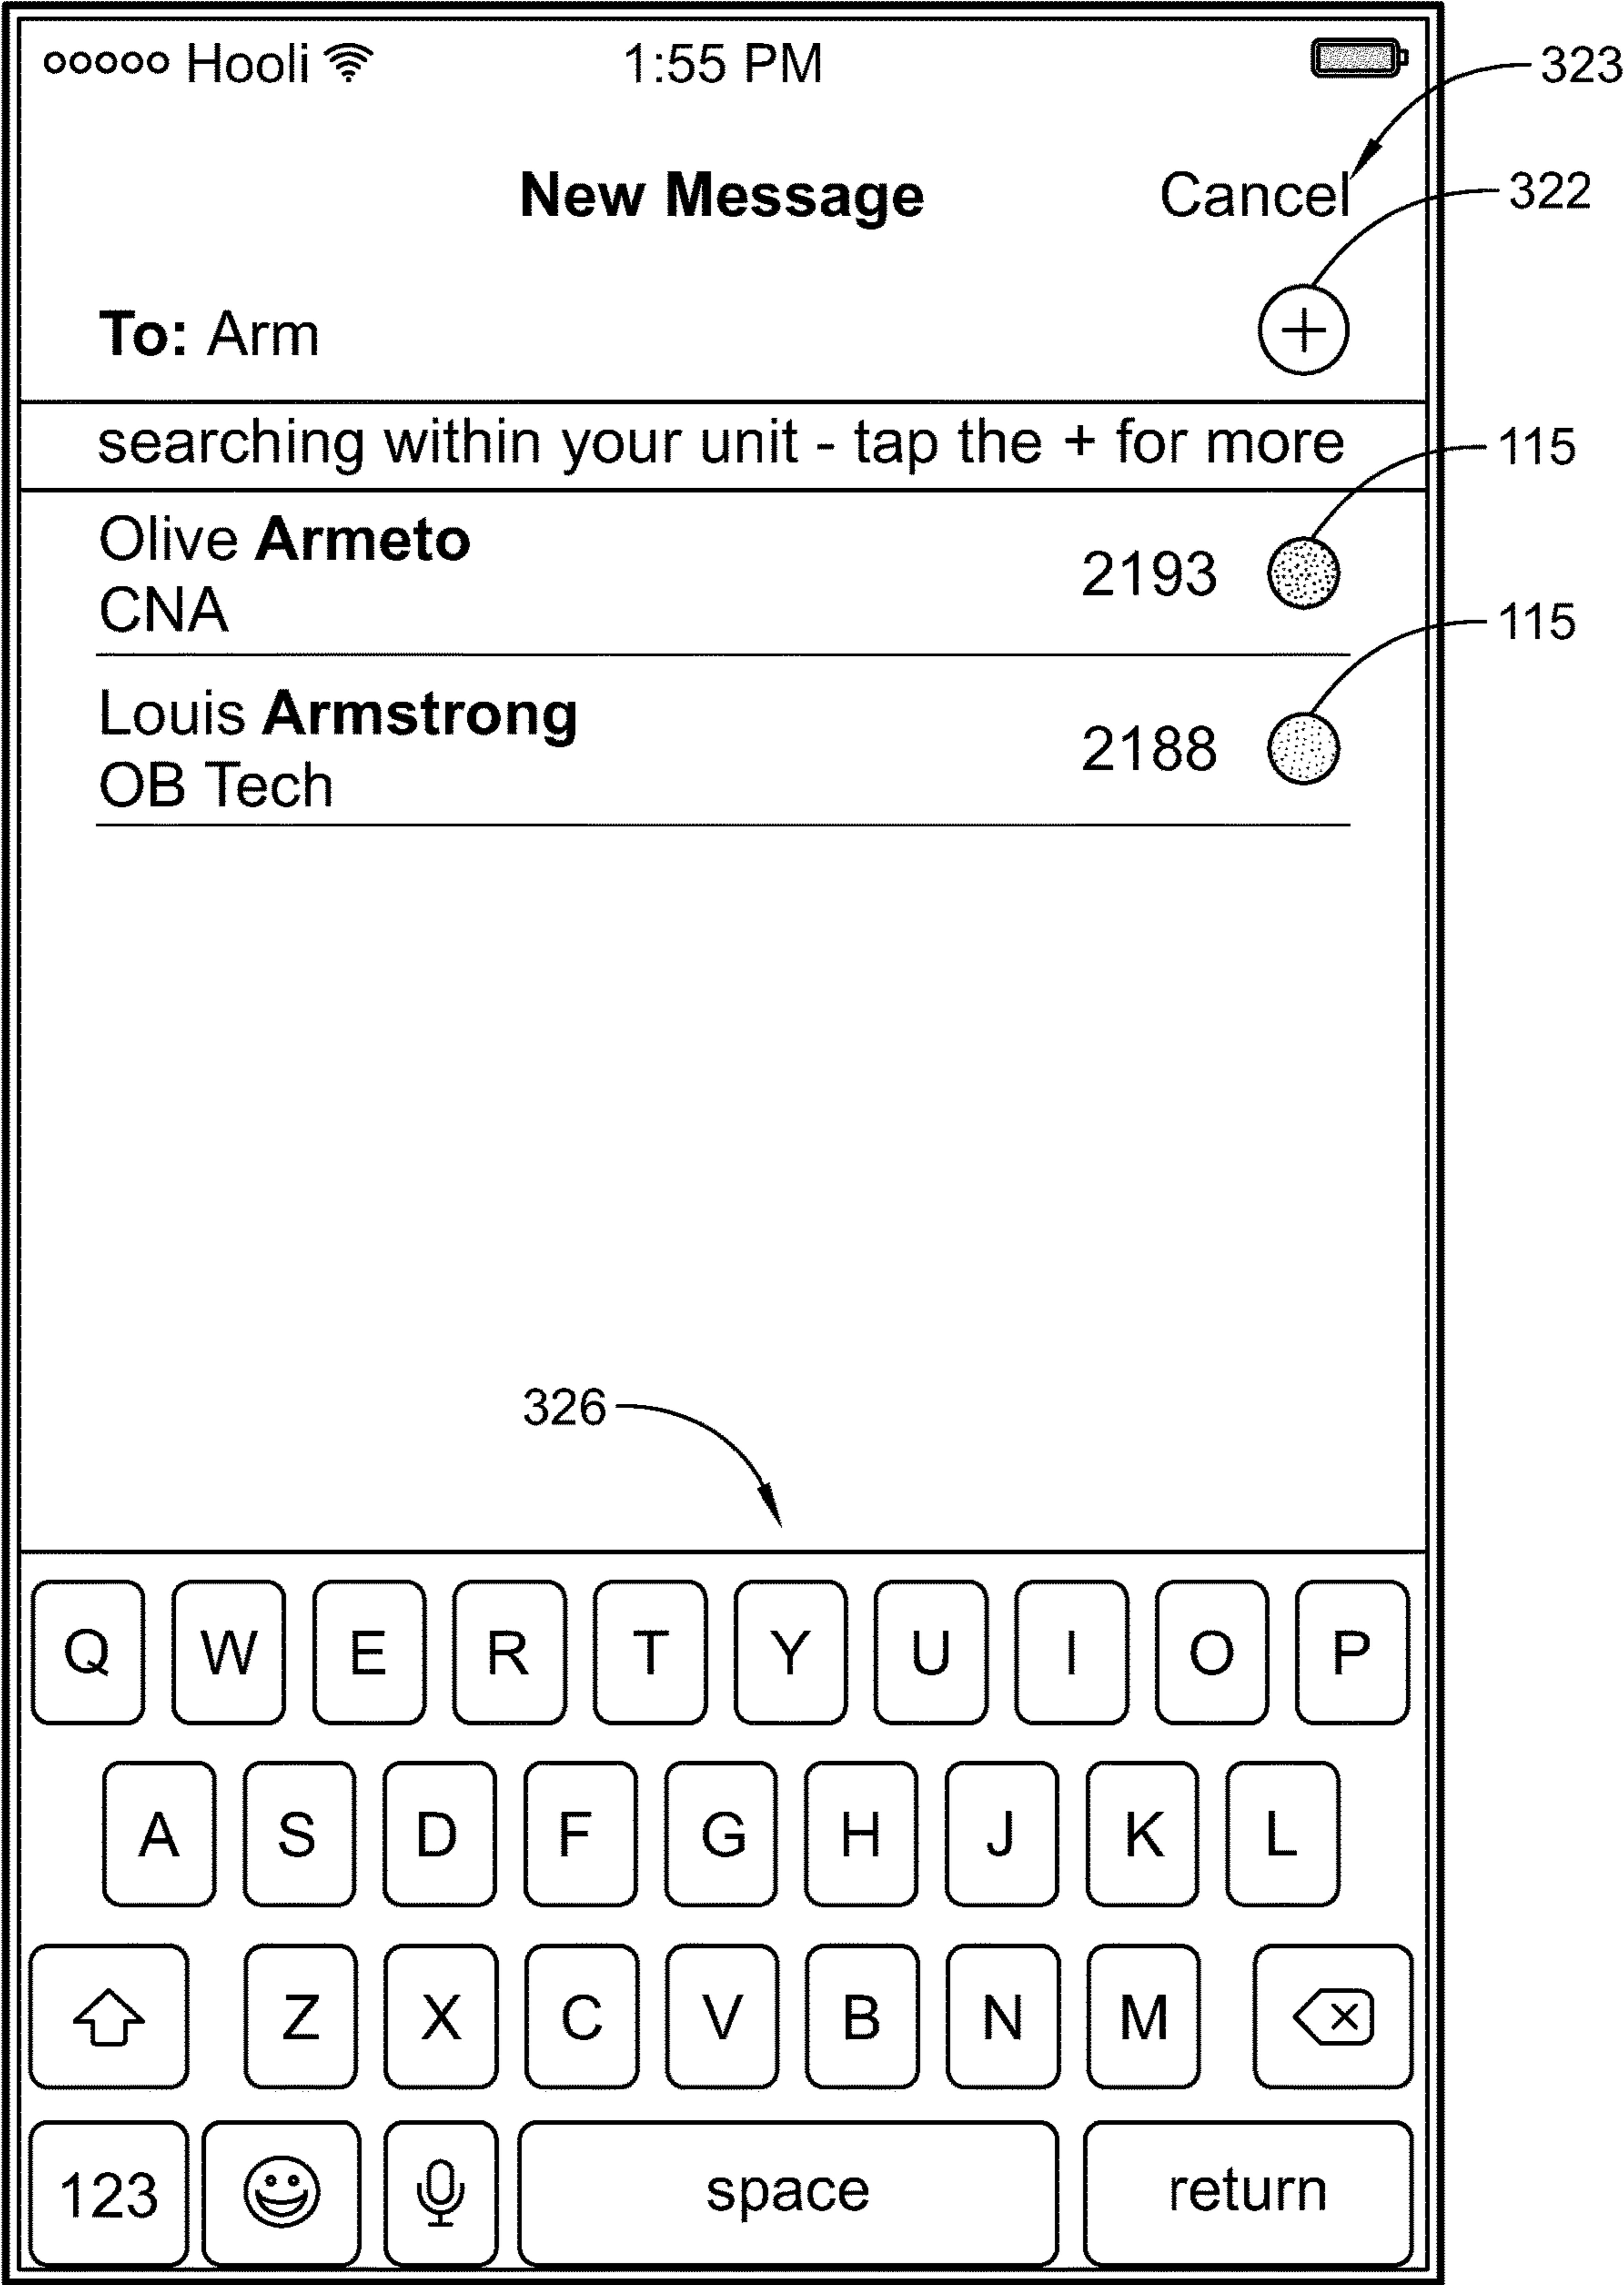 ooooo Hooli 1:55 PM
323
New Message Cancel
322
To: Arm +
searching within your unit - tap the + for more
115
Olive Armeto
CNA
2193
115
Louis Armstrong
OB Tech
2188
326
Q W E R T Y U I O P
A S D F G H J K L
Z X C V B N M
123 space return